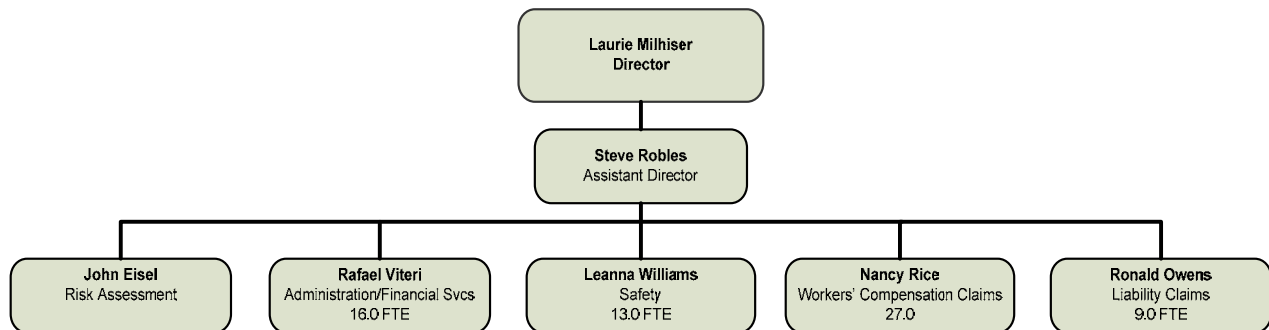 Laurie Milhiser
Director
Steve Robles
Assistant Director
John Eisel
Risk Assessment
Rafael Viteri
Administration/Financial Svcs
16.0 FTE
Leanna Williams
Safety
13.0 FTE
Nancy Rice
Workers' Compensation Claims
27.0
Ronald Owens
Liability Claims
9.0 FTE